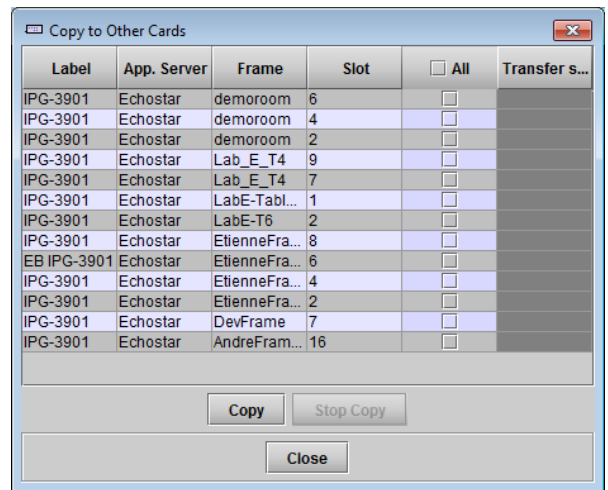 Copy to Other Cards
Label App. Server Frame Slot All Transfer s...
IPG-3901 Echostar demoroom 6
IPG-3901 Echostar demoroom 4
IPG-3901 Echostar demoroom 2
IPG-3901 Echostar Lab_E_T4 9
IPG-3901 Echostar Lab_E_T4 7
IPG-3901 Echostar LabE-Tabl... 1
IPG-3901 Echostar LabE-T6 2
IPG-3901 Echostar EtienneFra... 8
EB IPG-3901 Echostar EtienneFra... 6
IPG-3901 Echostar EtienneFra... 4
IPG-3901 Echostar EtienneFra... 2
IPG-3901 Echostar DevFrame 7
IPG-3901 Echostar AndreFram... 16
Copy Stop Copy
Close